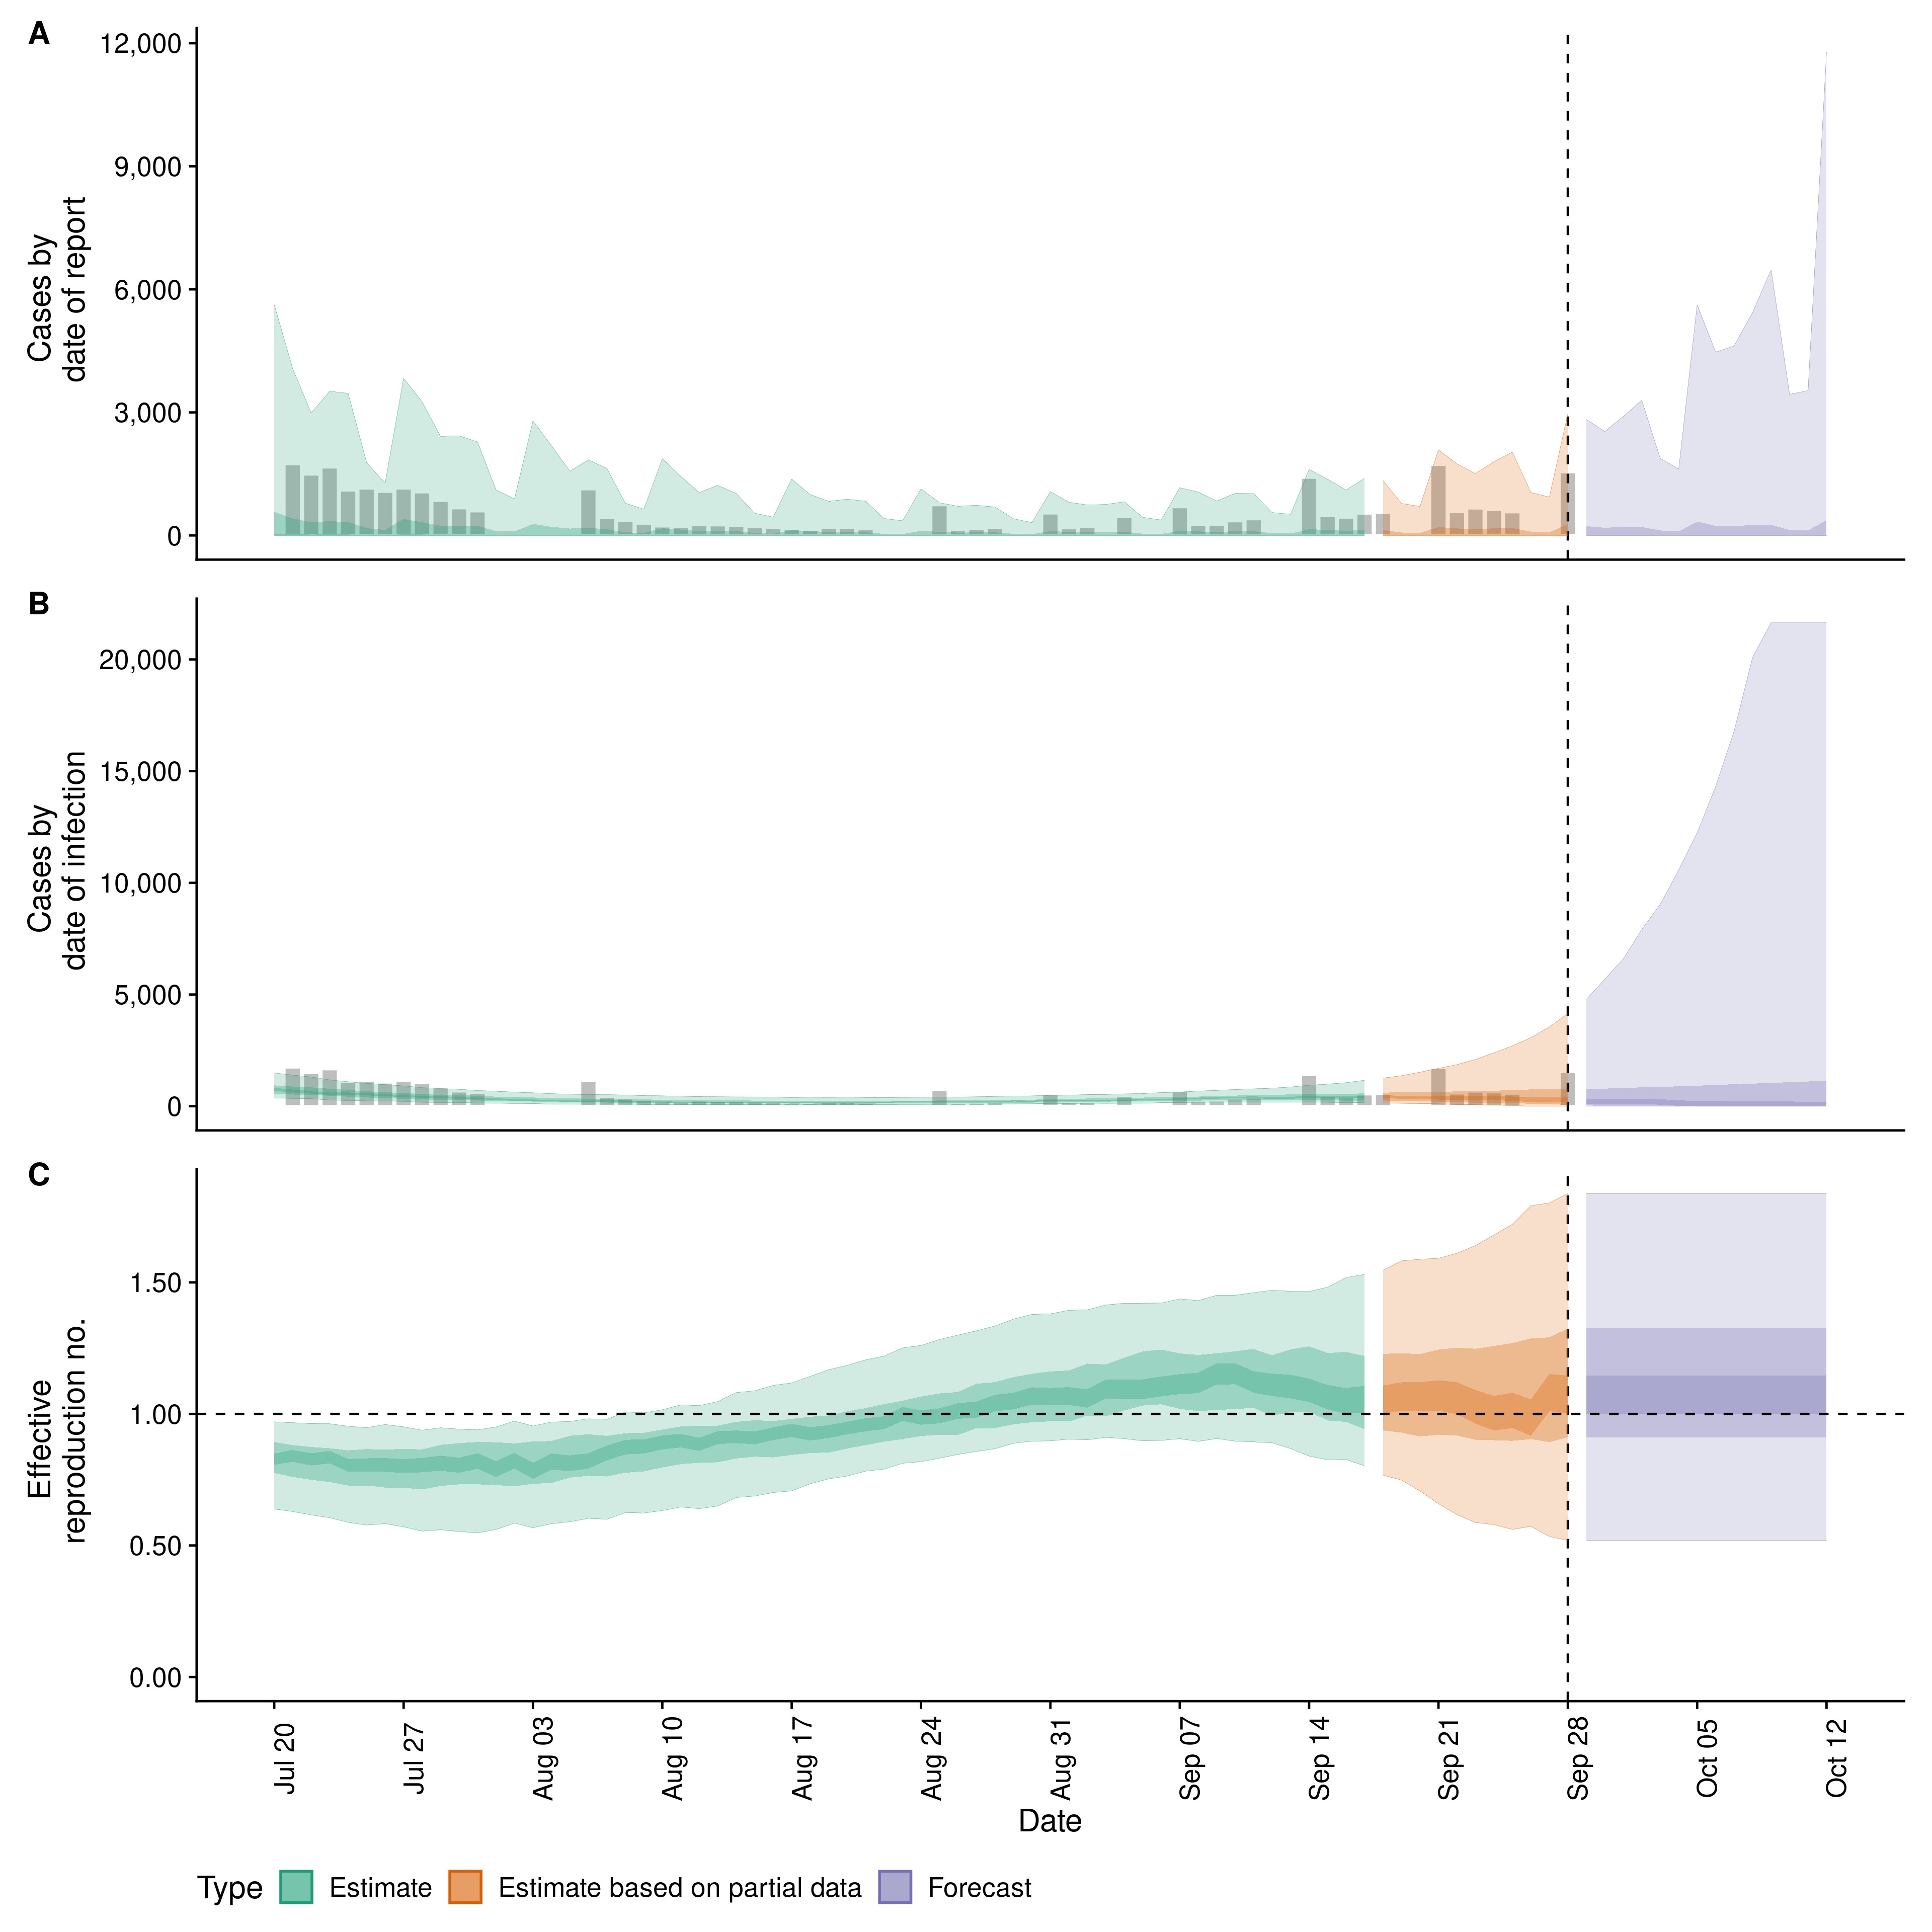 A
Cases by
date of report
12,000
9,000
6,000
3,000
0
B
Cases by
date of infection
20,000
15,000
10,000
5,000
0
C
Effective
reproduction no.
1.50
1.00
0.50
0.00
Jul 20
Jul 27
Aug 03
Aug 10
Aug 17
Aug 24
Aug 31
Sep 07
Sep 14
Sep 21
Sep 28
Oct 05
Oct 12
Date
Type Estimate Estimate based on partial data Forecast